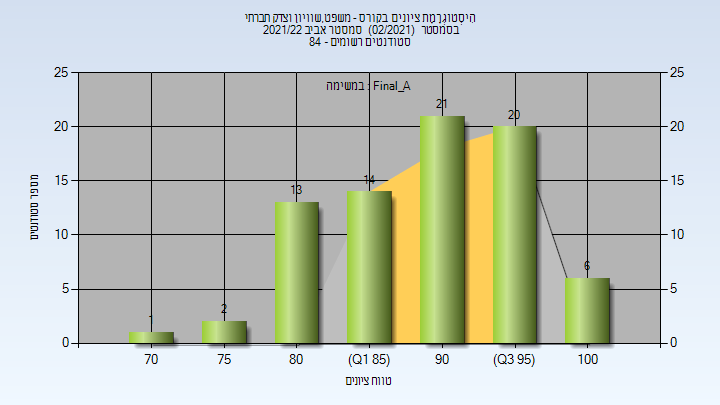 היסטוגרמת ציונים בקורס - משפט,שוויון וצדק חברתי
בסמסטר (02/2021) סמסטר אביב 2021/22
סטודנטים רשומים - 84
במשימה : Final_A
25 25
20 20
15 15
10 10
5 5
0 0
1 2 13 14 21 20 6
מספר סטודנטים
70 75 80 (Q1 85) 90 (Q3 95) 100
טווח ציונים